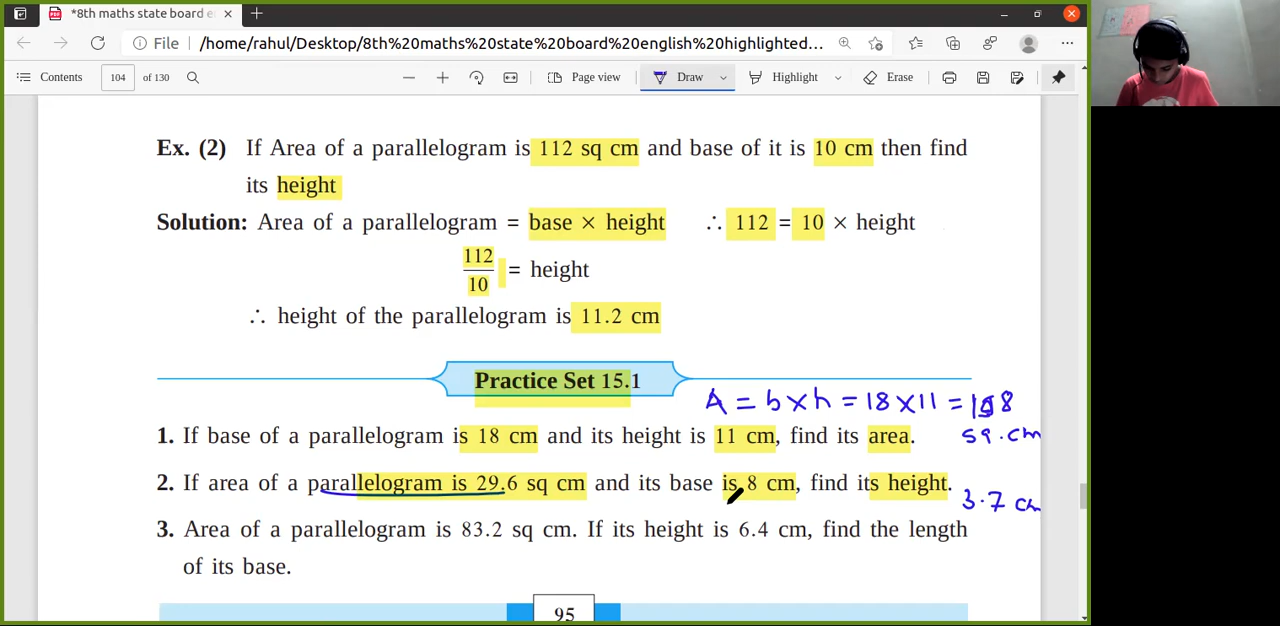 *8th maths state board e
File /home/rahul/Desktop/8th%20maths%20state%20board%20english%20highlighted...
Contents 104 of 130 Page view Draw Highlight Erase
Ex. (2) If Area of a parallelogram is 112 sq cm and base of it is 10 cm then find
its height
Solution: Area of a parallelogram = base × height ∴ 112 = 10 × height
112/10 = height
∴ height of the parallelogram is 11.2 cm
Practice Set 15.1
A = b × h = 18 × 11 = 198
sq. cm
1. If base of a parallelogram is 18 cm and its height is 11 cm, find its area.
2. If area of a parallelogram is 29.6 sq cm and its base is 8 cm, find its height.
3.7 cm
3. Area of a parallelogram is 83.2 sq cm. If its height is 6.4 cm, find the length
of its base.
95